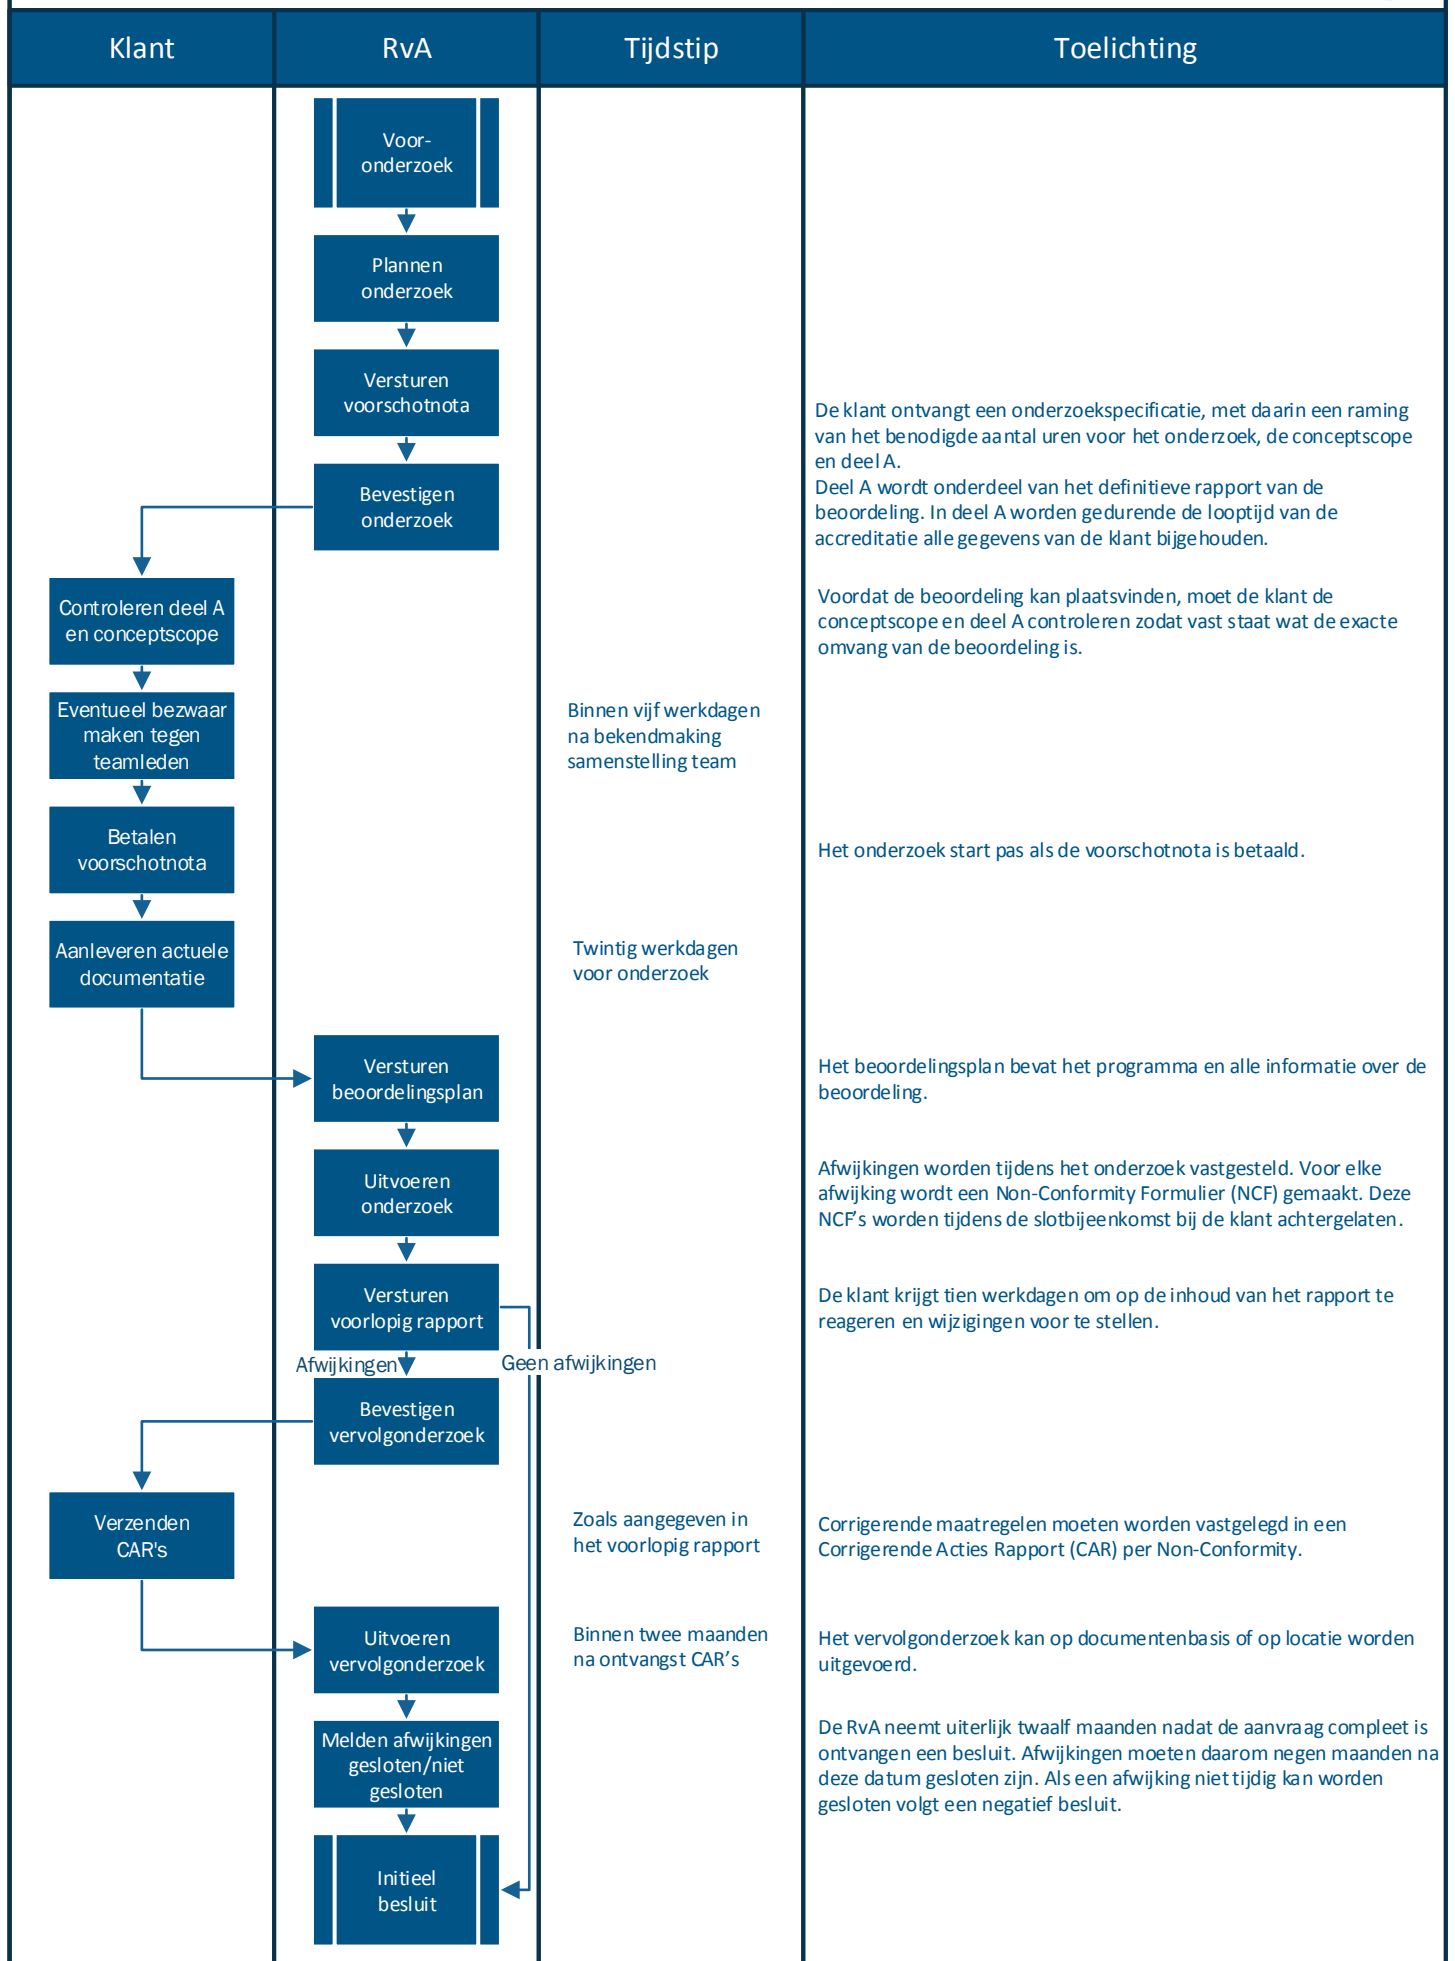 Klant
RvA
Tijdstip
Toelichting
Voor-
onderzoek
Plannen
onderzoek
Versturen
voorschotnota
Bevestigen
onderzoek
De klant ontvangt een onderzoekspecificatie, met daarin een raming
van het benodigde aantal uren voor het onderzoek, de conceptscope
en deel A.
Deel A wordt onderdeel van het definitieve rapport van de
beoordeling. In deel A worden gedurende de looptijd van de
accreditatie alle gegevens van de klant bijgehouden.
Controleren deel A
en conceptscope
Voordat de beoordeling kan plaatsvinden, moet de klant de
conceptscope en deel A controleren zodat vast staat wat de exacte
omvang van de beoordeling is.
Eventueel bezwaar
maken tegen
teamleden
Binnen vijf werkdagen
na bekendmaking
samenstelling team
Betalen
voorschotnota
Het onderzoek start pas als de voorschotnota is betaald.
Aanleveren actuele
documentatie
Twintig werkdagen
voor onderzoek
Versturen
beoordelingsplan
Het beoordelingsplan bevat het programma en alle informatie over de
beoordeling.
Uitvoeren
onderzoek
Afwijkingen worden tijdens het onderzoek vastgesteld. Voor elke
afwijking wordt een Non-Conformity Formulier (NCF) gemaakt. Deze
NCF's worden tijdens de slotbijeenkomst bij de klant achtergelaten.
Versturen
voorlopig rapport
De klant krijgt tien werkdagen om op de inhoud van het rapport te
reageren en wijzigingen voor te stellen.
Afwijkingen
Geen afwijkingen
Bevestigen
vervolgonderzoek
Verzenden
CAR's
Zoals aangegeven in
het voorlopig rapport
Corrigerende maatregelen moeten worden vastgelegd in een
Corrigerende Acties Rapport (CAR) per Non-Conformity.
Uitvoeren
vervolgonderzoek
Binnen twee maanden
na ontvangst CAR's
Het vervolgonderzoek kan op documentenbasis of op locatie worden
uitgevoerd.
Melden afwijkingen
gesloten/niet
gesloten
De RvA neemt uiterlijk twaalf maanden nadat de aanvraag compleet is
ontvangen een besluit. Afwijkingen moeten daarom negen maanden na
deze datum gesloten zijn. Als een afwijking niet tijdig kan worden
gesloten volgt een negatief besluit.
Initieel
besluit